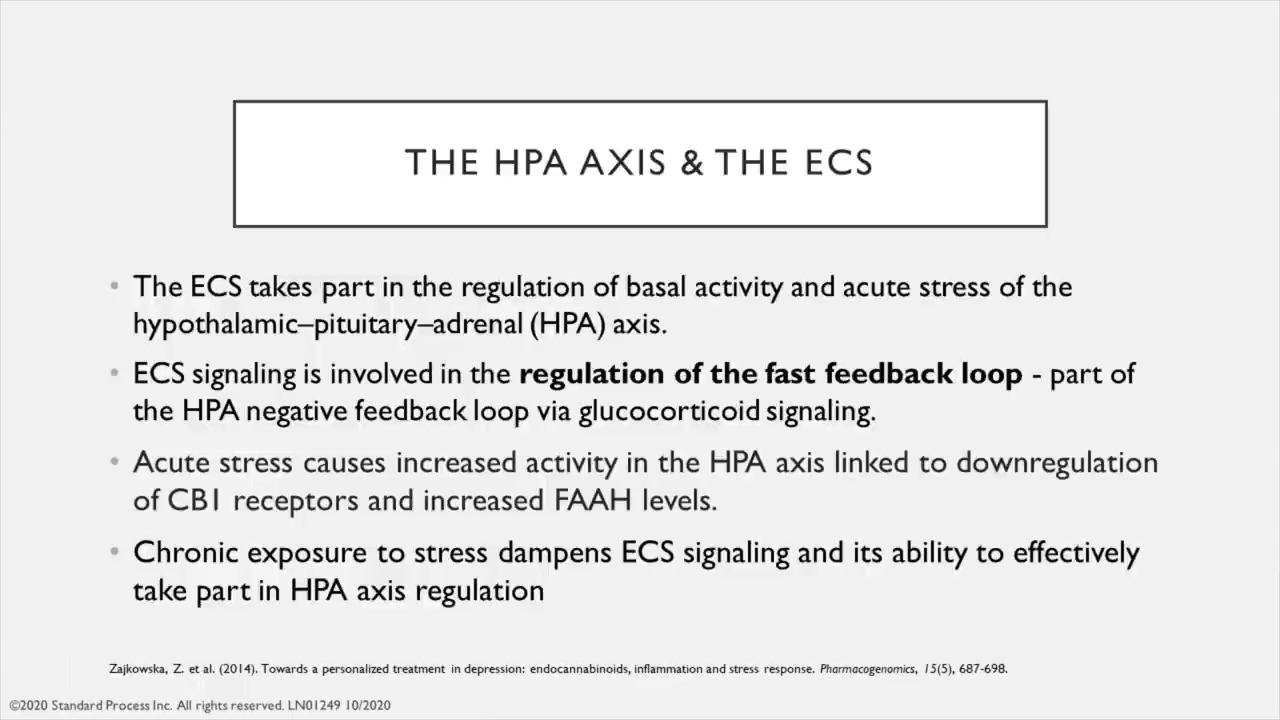 THE HPA AXIS & THE ECS
• The ECS takes part in the regulation of basal activity and acute stress of the
hypothalamic–pituitary–adrenal (HPA) axis.
• ECS signaling is involved in the regulation of the fast feedback loop - part of
the HPA negative feedback loop via glucocorticoid signaling.
• Acute stress causes increased activity in the HPA axis linked to downregulation
of CB1 receptors and increased FAAH levels.
• Chronic exposure to stress dampens ECS signaling and its ability to effectively
take part in HPA axis regulation
Zajkowska, Z. et al. (2014). Towards a personalized treatment in depression: endocannabinoids, inflammation and stress response. Pharmacogenomics, 15(5), 687-698.
©2020 Standard Process Inc. All rights reserved. LN01249 10/2020